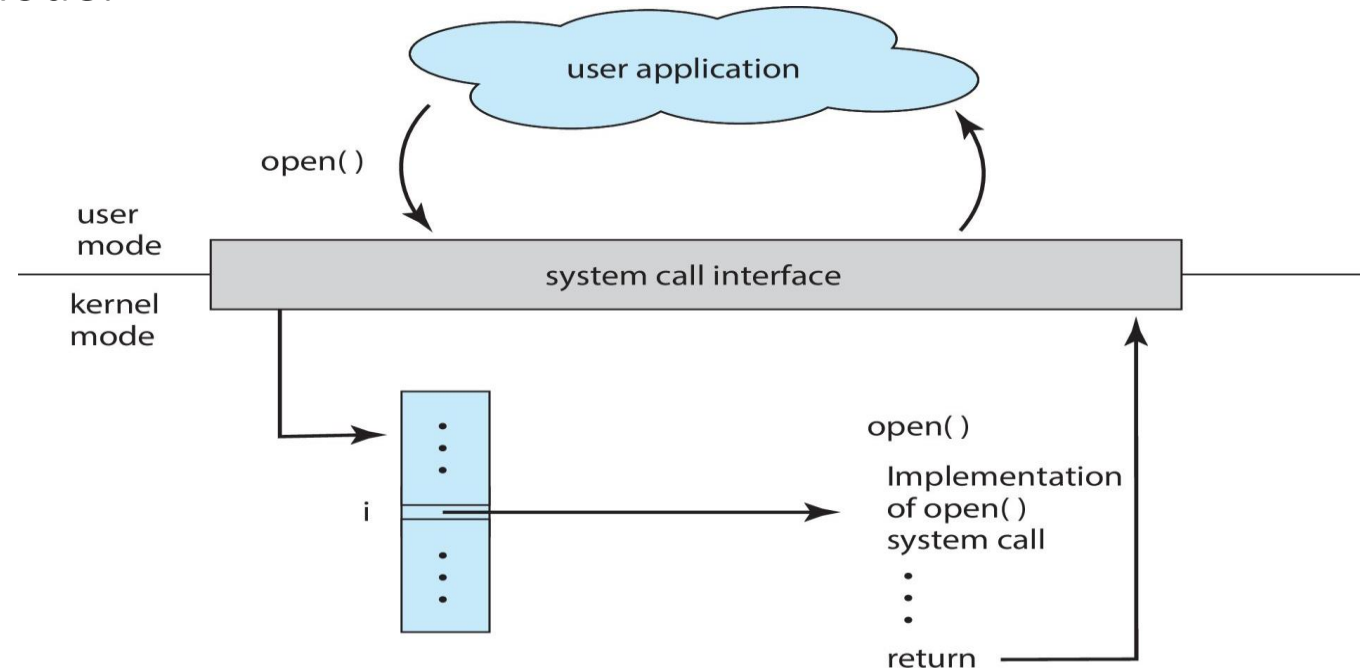 user application
open( )
user
mode
system call interface
kernel
mode
open( )
Implementation
of open( )
system call
i
return